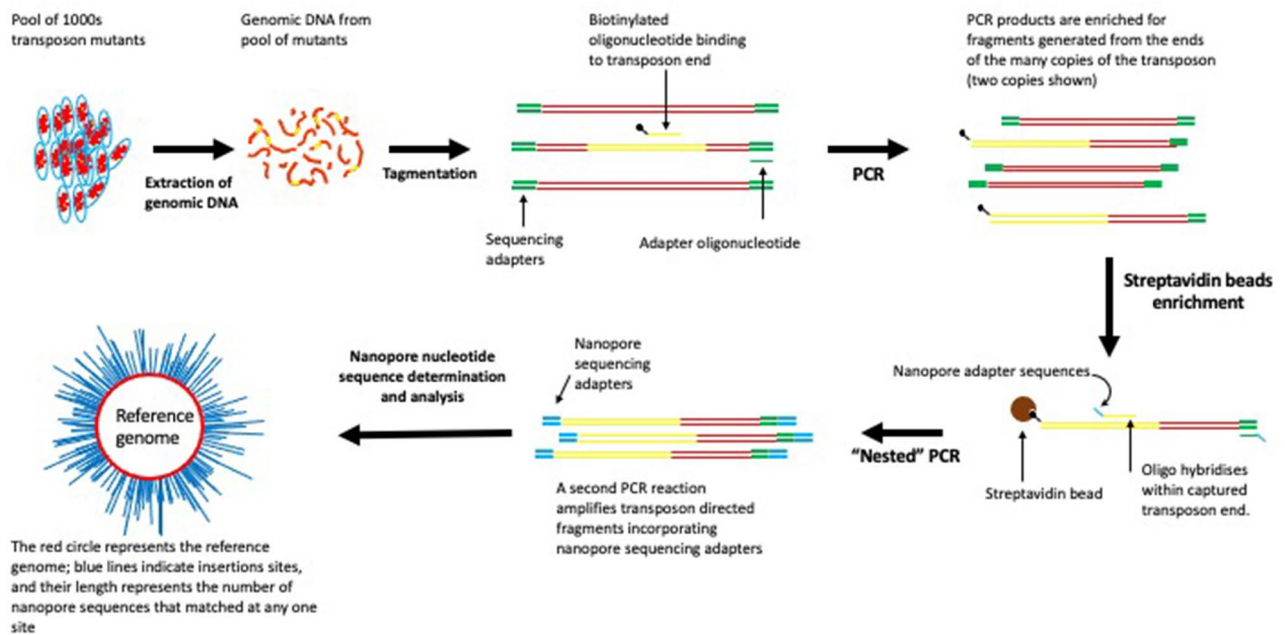 Pool of 1000s
transposon mutants
Genomic DNA from
pool of mutants
Biotinylated
oligonucleotide binding
to transposon end
PCR products are enriched for
fragments generated from the ends
of the many copies of the transposon
(two copies shown)
Extraction of
genomic DNA
Tagmentation
PCR
Sequencing
adapters
Adapter oligonucleotide
Streptavidin beads
enrichment
Nanopore adapter sequences
Streptavidin bead
Oligo hybridises
within captured
transposon end.
“Nested” PCR
Nanopore
sequencing
adapters
A second PCR reaction
amplifies transposon directed
fragments incorporating
nanopore sequencing adapters
Nanopore nucleotide
sequence determination
and analysis
Reference
genome
The red circle represents the reference
genome; blue lines indicate insertions sites,
and their length represents the number of
nanopore sequences that matched at any one
site